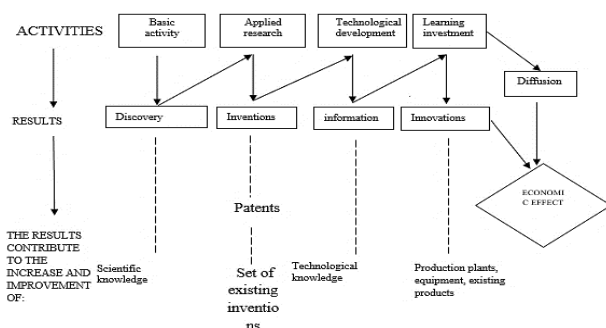 ACTIVITIES
Basic
activity
Applied
research
Technological
development
Learning
investment
Diffusion
RESULTS
Discovery
Inventions
information
Innovations
ECONOMI
C EFFECT
Patents
THE RESULTS
CONTRIBUTE
TO THE
INCREASE AND
IMPROVEMENT
OF:
Scientific
knowledge
Set of
existing
inventio
ns
Technological
knowledge
Production plants,
equipment, existing
products